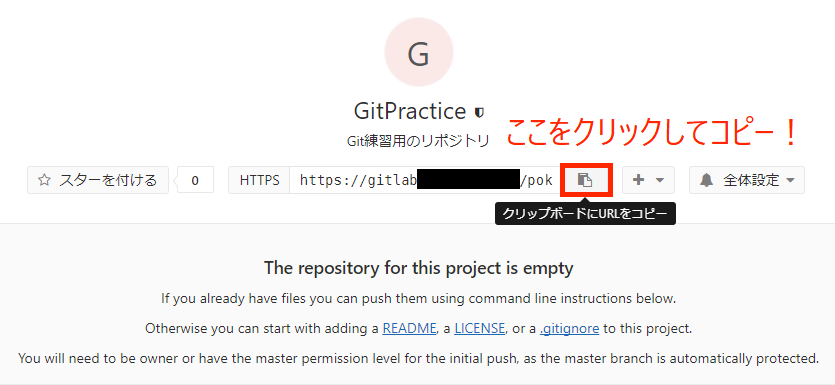 G
GitPractice
Git練習用のリポジトリ
ここをクリックしてコピー！
スターを付ける 0 HTTPS https://gitlab /pok 全体設定
クリップボードにURLをコピー
The repository for this project is empty
If you already have files you can push them using command line instructions below.
Otherwise you can start with adding a README, a LICENSE, or a .gitignore to this project.
You will need to be owner or have the master permission level for the initial push, as the master branch is automatically protected.